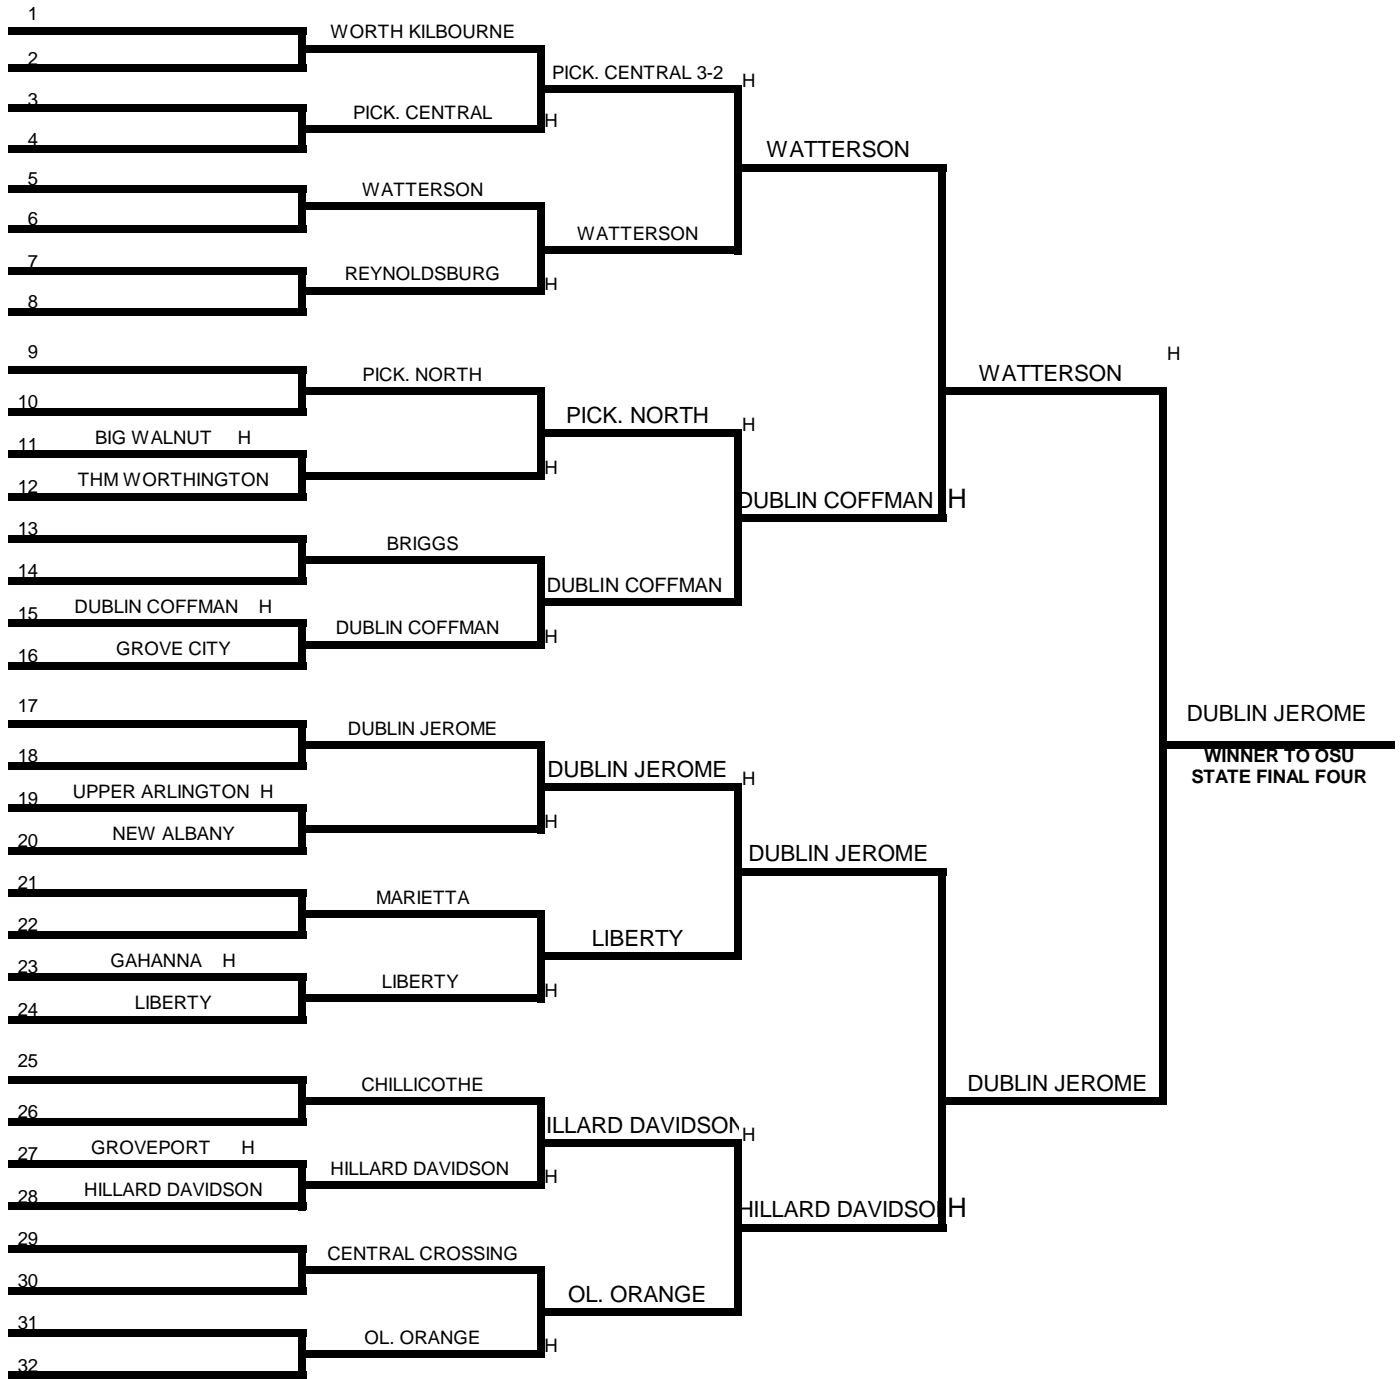 1
WORTH KILBOURNE
2
PICK. CENTRAL 3-2 H
3
PICK. CENTRAL H
4
WATTERSON
5
WATTERSON
6
WATTERSON
7
REYNOLDSBURG H
8
9
WATTERSON H
PICK. NORTH
10
PICK. NORTH H
11 BIG WALNUT H
12 THM WORTHINGTON H
DUBLIN COFFMAN H
13
BRIGGS
14
DUBLIN COFFMAN
15 DUBLIN COFFMAN H
DUBLIN COFFMAN H
16 GROVE CITY
17
DUBLIN JEROME
WINNER TO OSU
STATE FINAL FOUR
DUBLIN JEROME
18
DUBLIN JEROME H
19 UPPER ARLINGTON H
H
20 NEW ALBANY
DUBLIN JEROME
21
MARIETTA
22
LIBERTY
23 GAHANNA H
LIBERTY H
24 LIBERTY
25
CHILLICOTHE
DUBLIN JEROME
26
ILLARD DAVIDSON H
27 GROVEPORT H
HILLARD DAVIDSON H
28 HILLARD DAVIDSON
HILLARD DAVIDSO H
29
CENTRAL CROSSING
30
OL. ORANGE
31
OL. ORANGE H
32